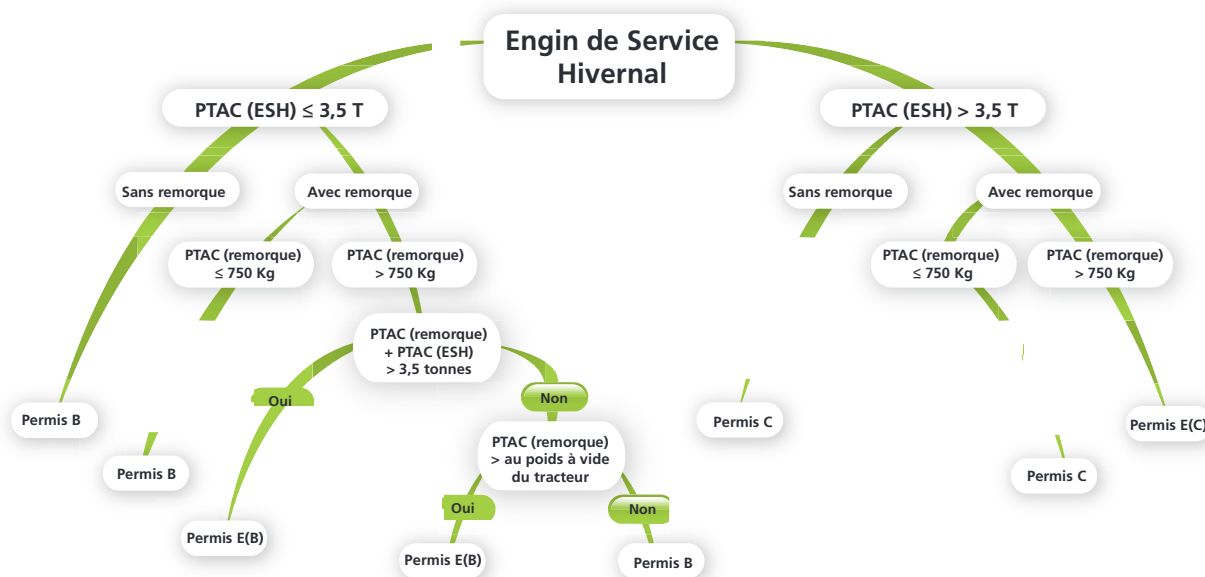 Engin de Service
Hivernal
PTAC (ESH) ≤ 3,5 T
PTAC (ESH) > 3,5 T
Sans remorque
Avec remorque
Sans remorque
Avec remorque
PTAC (remorque)
≤ 750 Kg
PTAC (remorque)
> 750 Kg
PTAC (remorque)
≤ 750 Kg
PTAC (remorque)
> 750 Kg
PTAC (remorque)
+ PTAC (ESH)
> 3,5 tonnes
Oui
Non
Permis B
Permis C
Permis E(C)
PTAC (remorque)
> au poids à vide
du tracteur
Permis B
Permis C
Oui
Non
Permis E(B)
Permis E(B)
Permis B